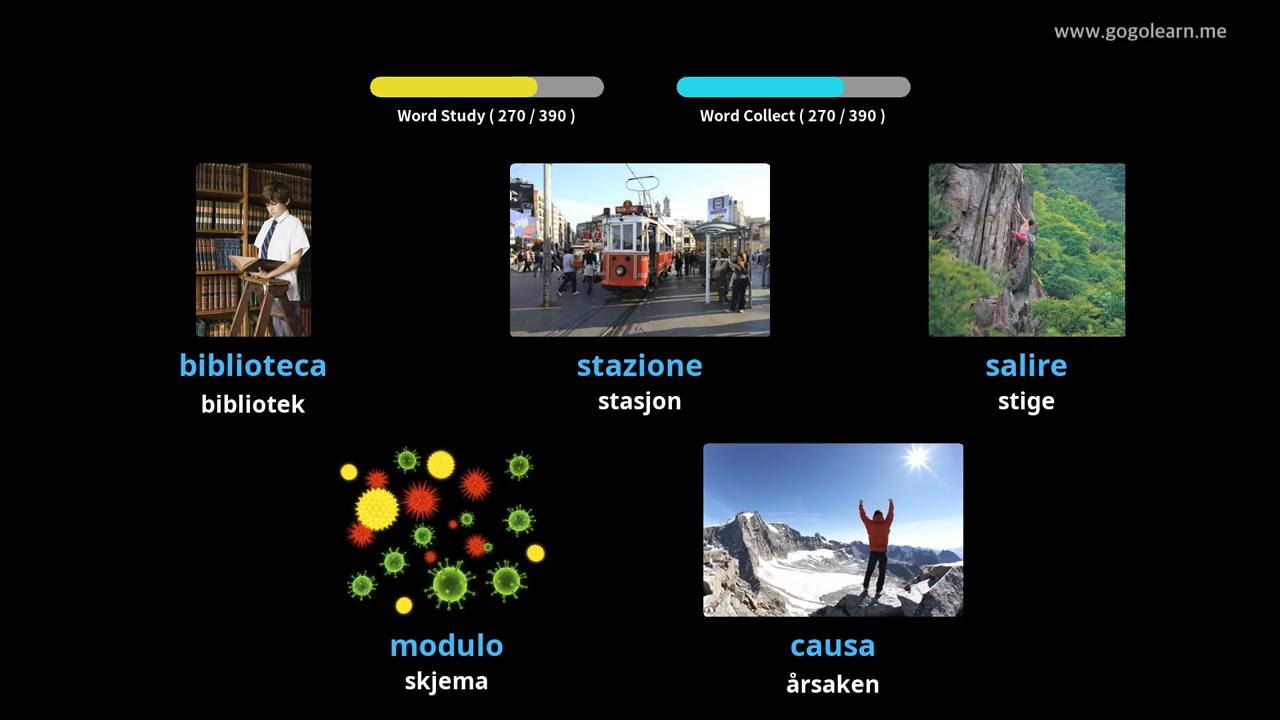 www.gogolearn.me
Word Study ( 270 / 390 )
Word Collect ( 270 / 390 )
biblioteca
bibliotek
stazione
stasjon
salire
stige
modulo
skjema
causa
årsaken